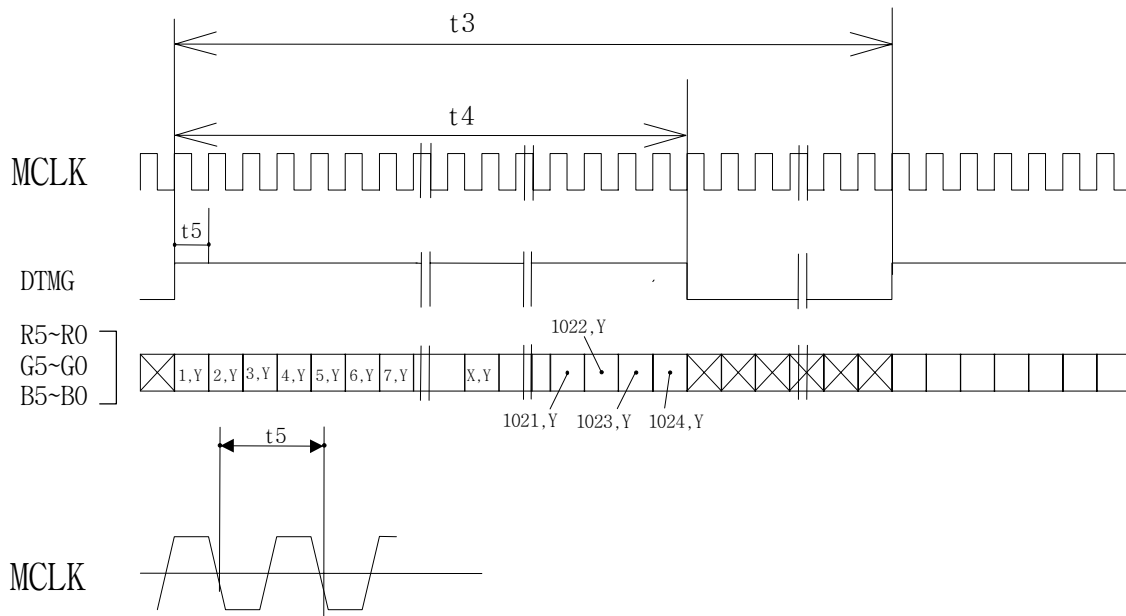 t3
t4
MCLK
t5
DTMG
R5~R0
G5~G0
B5~B0
1022,Y
1,Y 2,Y 3,Y 4,Y 5,Y 6,Y 7,Y X,Y
1021,Y 1023,Y 1024,Y
t5
MCLK